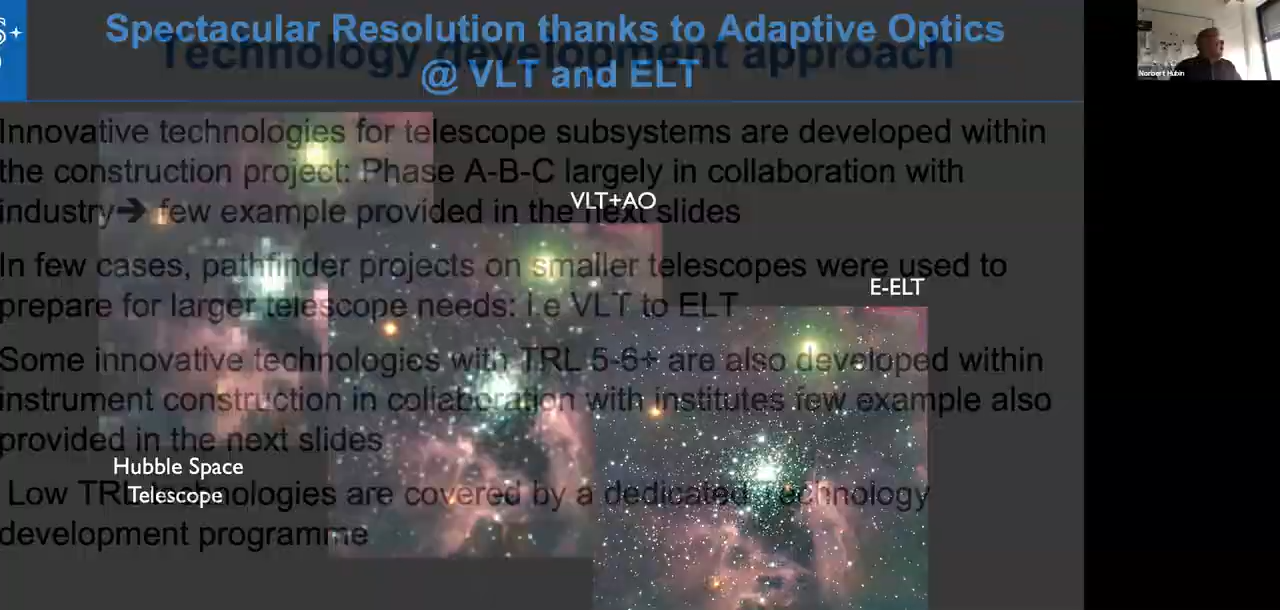 Spectacular Resolution thanks to Adaptive Optics
@ VLT and ELT
Technology development approach
Innovative technologies for telescope subsystems are developed within
the construction project: Phase A-B-C largely in collaboration with
industry➔ few example provided in the next slides
In few cases, pathfinder projects on smaller telescopes were used to
prepare for larger telescope needs: i.e VLT to ELT
Some innovative technologies with TRL 5-6+ are also developed within
instrument construction in collaboration with institutes few example also
provided in the next slides
Low TRL technologies are covered by a dedicated Technology
development programme
VLT+AO
E-ELT
Hubble Space
Telescope
Norbert Hubin